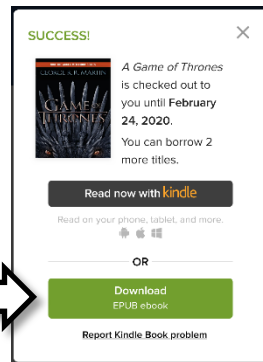 SUCCESS!
GEORGE R. R. MARTIN
A GAME OF
THRONES
A Game of Thrones
is checked out to
you until February
24, 2020.
You can borrow 2
more titles.
Read now with kindle
Read on your phone, tablet, and more.
OR
Download
EPUB ebook
Report Kindle Book problem